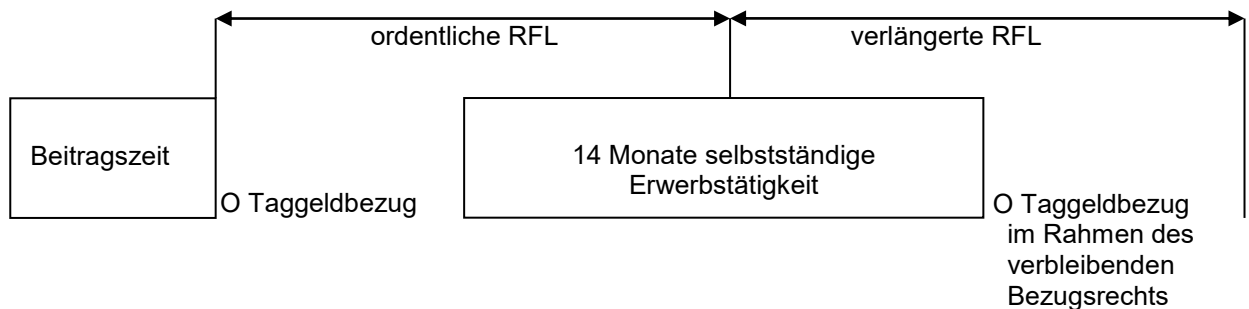 ordentliche RFL
verlängerte RFL
Beitragszeit
14 Monate selbstständige
Erwerbstätigkeit
O Taggeldbezug
O Taggeldbezug
im Rahmen des
verbleibenden
Bezugsrechts